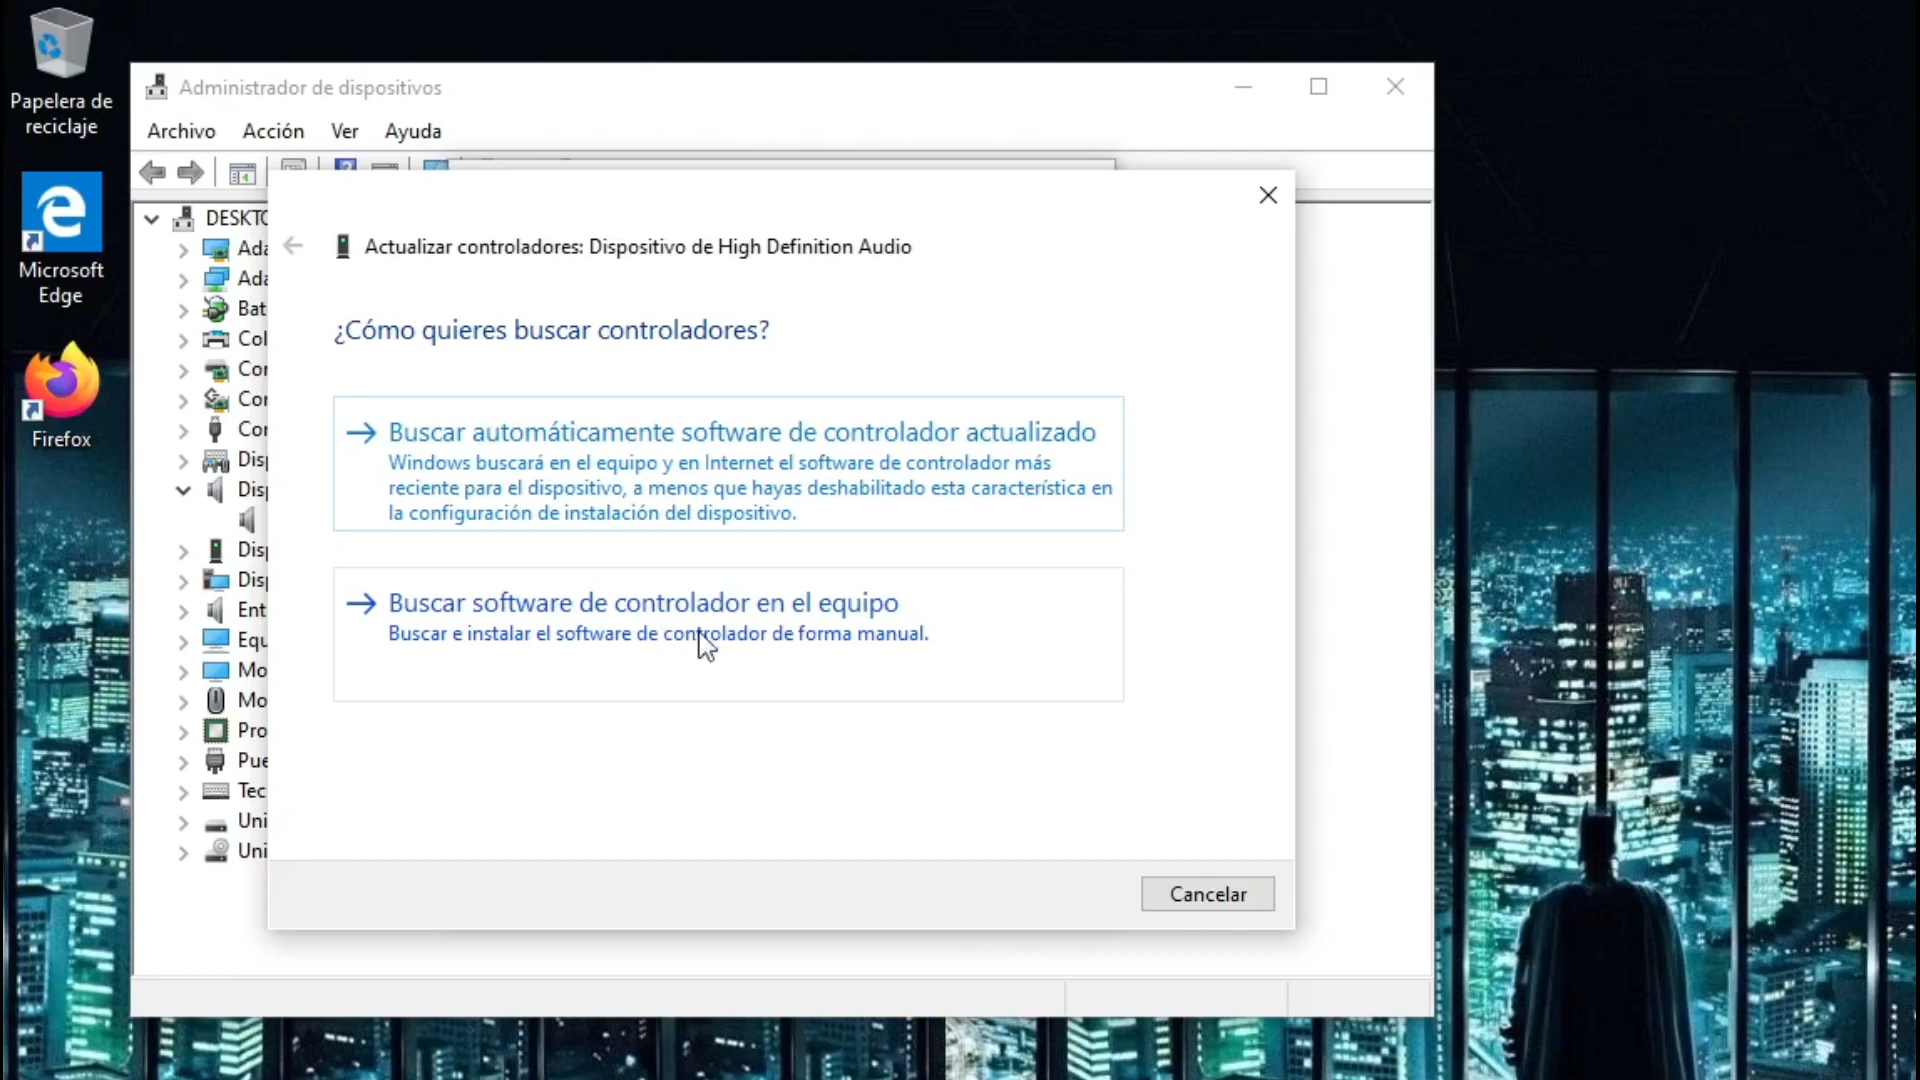 Papelera de
reciclaje
Microsoft
Edge
Firefox
Administrador de dispositivos
Archivo Acción Ver Ayuda
Actualizar controladores: Dispositivo de High Definition Audio
¿Cómo quieres buscar controladores?
Buscar automáticamente software de controlador actualizado
Windows buscará en el equipo y en Internet el software de controlador más
reciente para el dispositivo, a menos que hayas deshabilitado esta característica en
la configuración de instalación del dispositivo.
Buscar software de controlador en el equipo
Buscar e instalar el software de controlador de forma manual.
Cancelar